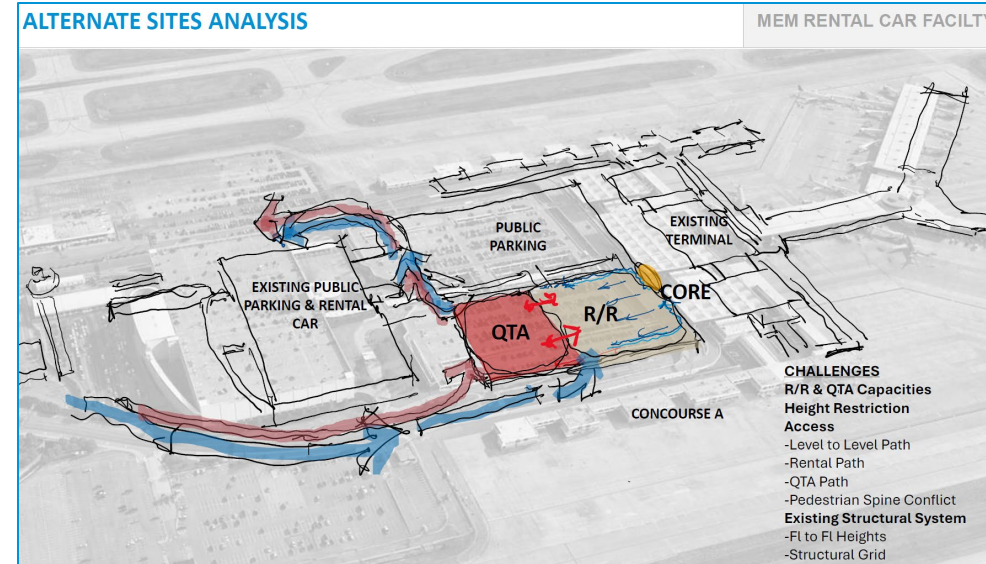 ALTERNATE SITES ANALYSIS
MEM RENTAL CAR FACILTY
PUBLIC
PARKING
EXISTING
TERMINAL
EXISTING PUBLIC
PARKING & RENTAL
CAR
CORE
R/R
QTA
CONCOURSE A
CHALLENGES
R/R & QTA Capacities
Height Restriction
Access
-Level to Level Path
-Rental Path
-QTA Path
-Pedestrian Spine Conflict
Existing Structural System
-Fl to Fl Heights
-Structural Grid